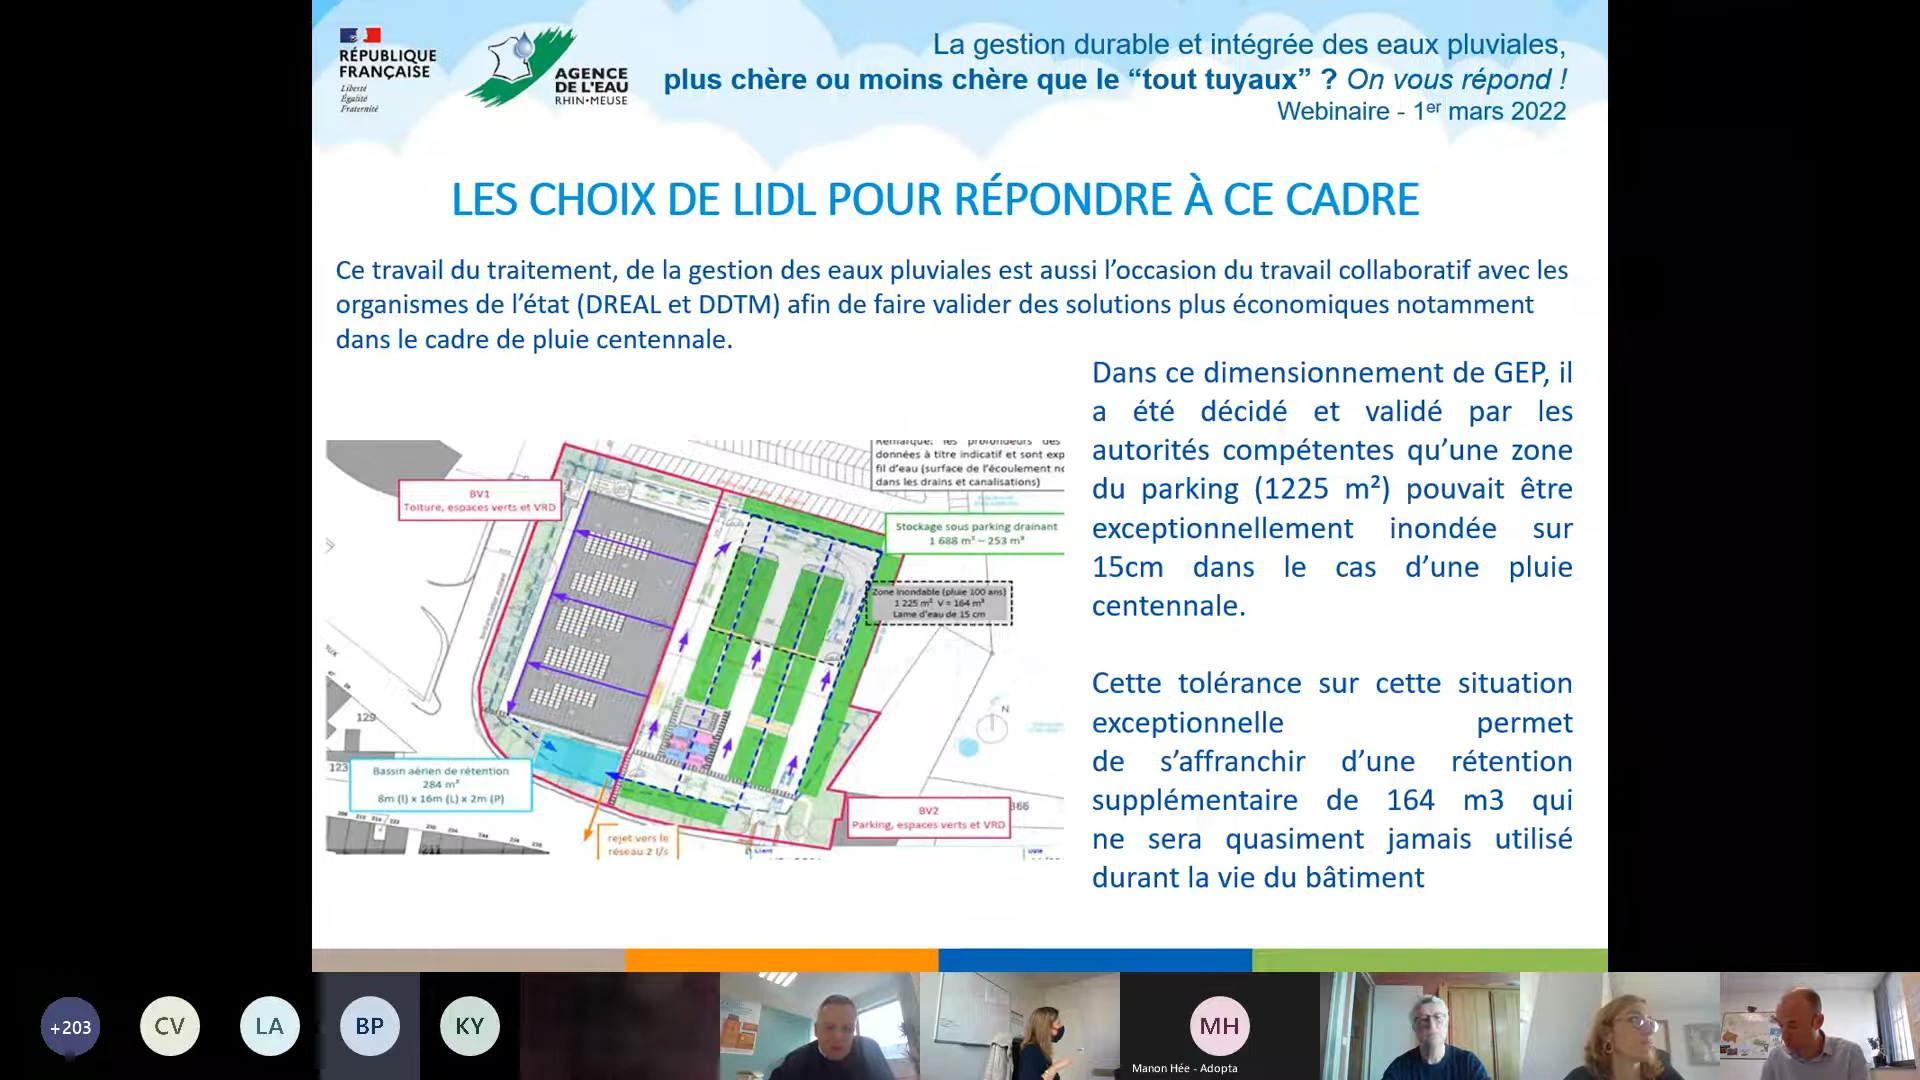 RÉPUBLIQUE
FRANÇAISE
Liberté
Égalité
Fraternité
AGENCE
DE L'EAU
RHIN•MEUSE
La gestion durable et intégrée des eaux pluviales,
plus chère ou moins chère que le “tout tuyaux” ? On vous répond !
Webinaire - 1er mars 2022
LES CHOIX DE LIDL POUR RÉPONDRE À CE CADRE
Ce travail du traitement, de la gestion des eaux pluviales est aussi l’occasion du travail collaboratif avec les
organismes de l’état (DREAL et DDTM) afin de faire valider des solutions plus économiques notamment
dans le cadre de pluie centennale.
Dans ce dimensionnement de GEP, il
a été décidé et validé par les
autorités compétentes qu’une zone
du parking (1225 m²) pouvait être
exceptionnellement inondée sur
15cm dans le cas d’une pluie
centennale.
Cette tolérance sur cette situation
exceptionnelle permet
de s’affranchir d’une rétention
supplémentaire de 164 m3 qui
ne sera quasiment jamais utilisé
durant la vie du bâtiment
Remarque: les profondeurs des
données à titre indicatif et sont exp
fil d'eau (surface de l'écoulement no
dans les drains et canalisations)
BV1
Toiture, espaces verts et VRD
Stockage sous parking drainant
1 688 m² – 253 m³
Zone inondable (pluie 100 ans)
1 225 m² V = 164 m³
Lame d'eau de 15 cm
N
129
123
Bassin aérien de rétention
284 m³
8m (l) x 16m (L) x 2m (P)
BV2
Parking, espaces verts et VRD
366
rejet vers le
réseau 2 l/s
211
Client
Date
+203
CV
LA
BP
KY
MH
Manon Hée - Adopta